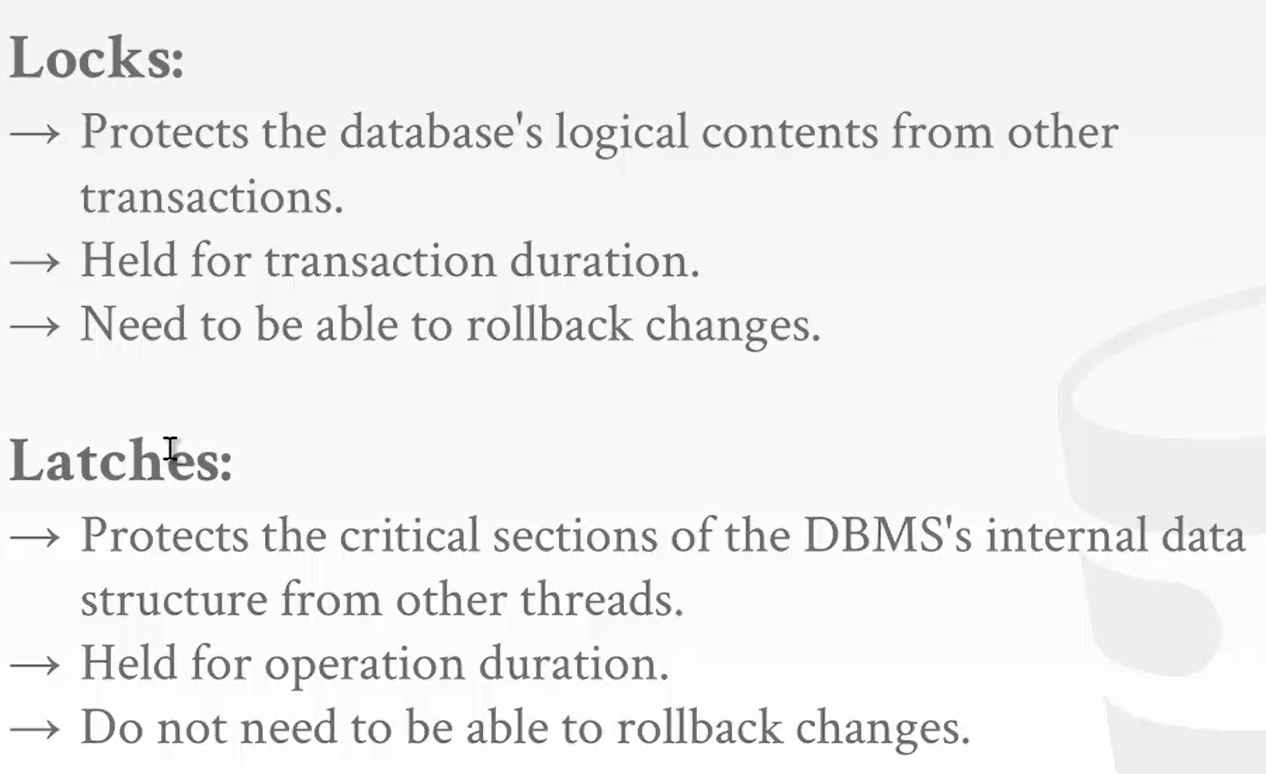 Locks:
→ Protects the database's logical contents from other
transactions.
→ Held for transaction duration.
→ Need to be able to rollback changes.
Latches:
→ Protects the critical sections of the DBMS's internal data
structure from other threads.
→ Held for operation duration.
→ Do not need to be able to rollback changes.